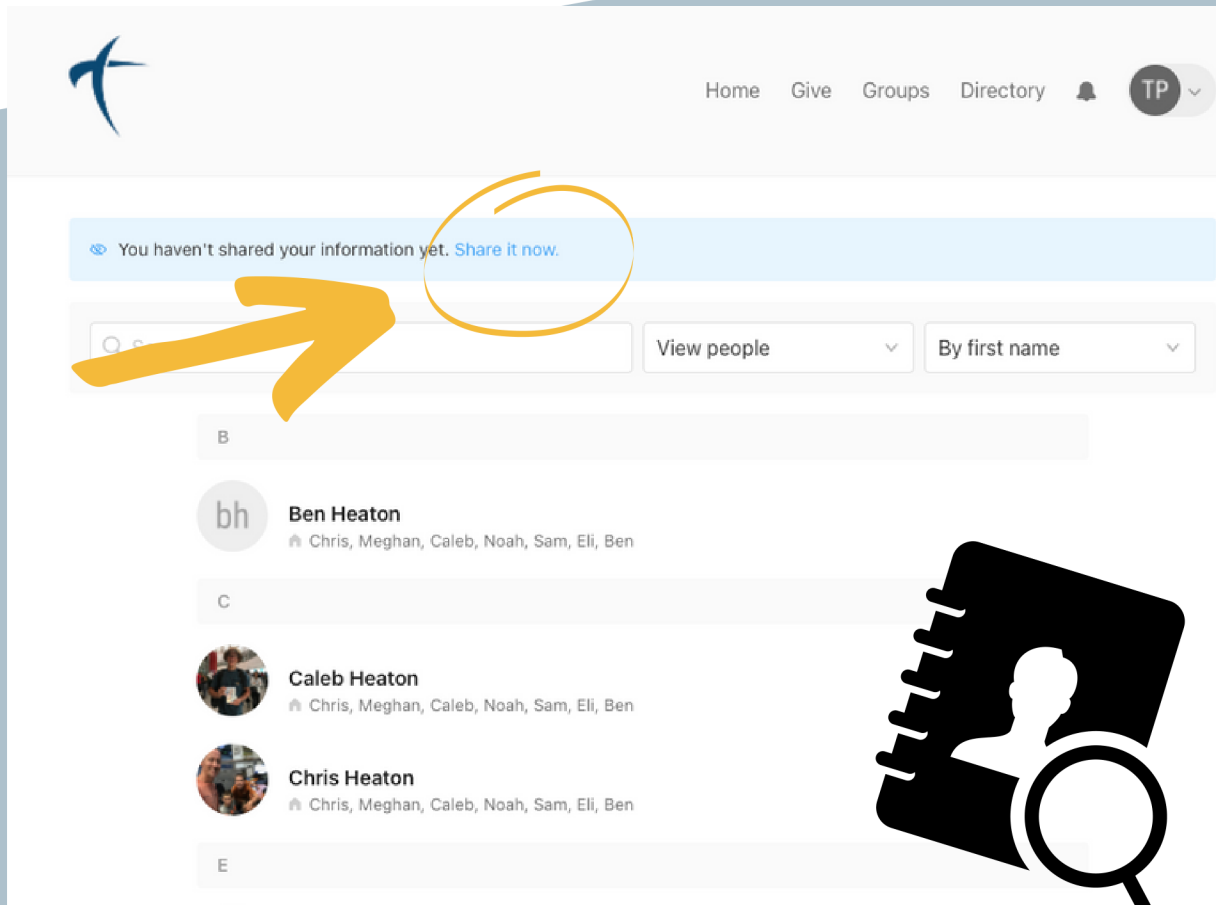 Home Give Groups Directory TP
You haven't shared your information yet. Share it now.
View people By first name
B
bh Ben Heaton
Chris, Meghan, Caleb, Noah, Sam, Eli, Ben
C
Caleb Heaton
Chris, Meghan, Caleb, Noah, Sam, Eli, Ben
Chris Heaton
Chris, Meghan, Caleb, Noah, Sam, Eli, Ben
E